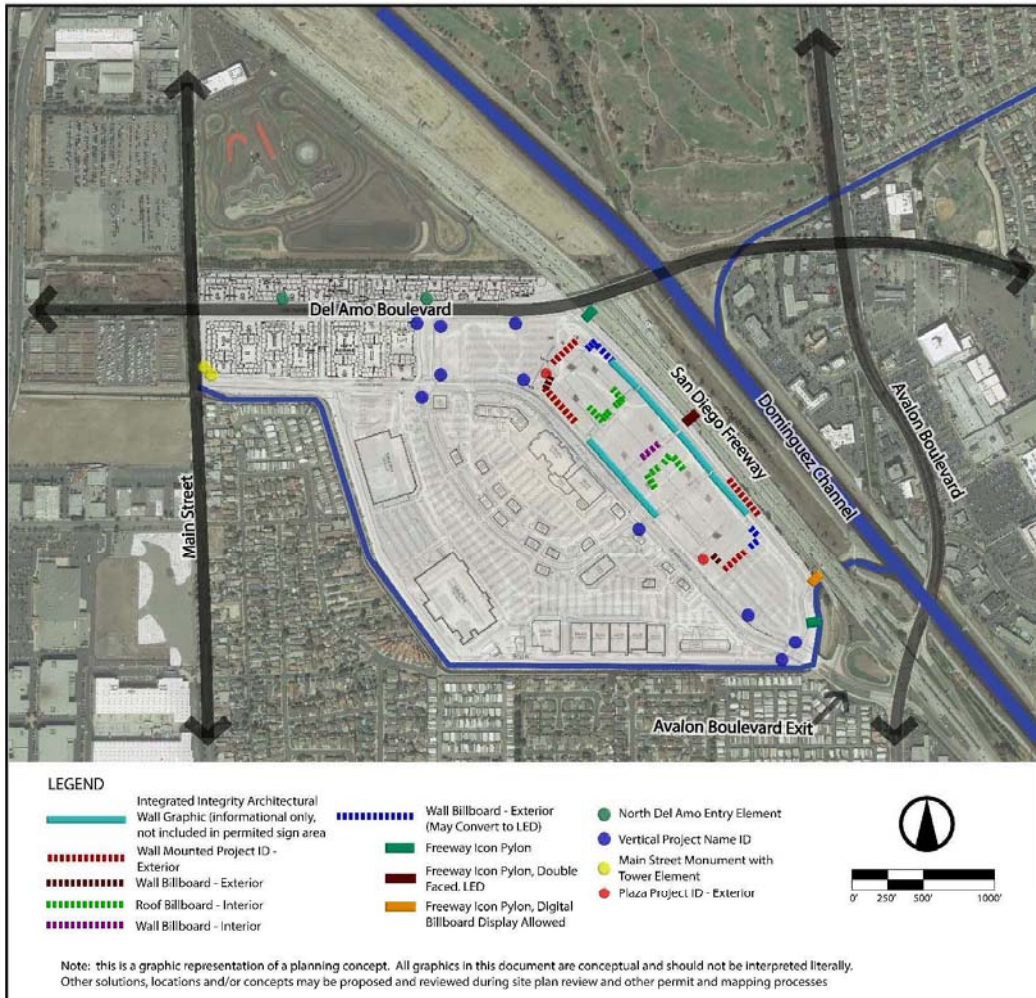 Del Amo Boulevard
San Diego Freeway
Dominguez Channel
Avalon Boulevard
Main Street
Avalon Boulevard Exit
LEGEND
Integrated Integrity Architectural
Wall Graphic (informational only,
not included in permited sign area
Wall Mounted Project ID -
Exterior
Wall Billboard - Exterior
Roof Billboard - Interior
Wall Billboard - Interior
Wall Billboard - Exterior
(May Convert to LED)
Freeway Icon Pylon
Freeway Icon Pylon, Double
Faced. LED
Freeway Icon Pylon, Digital
Billboard Display Allowed
North Del Amo Entry Element
Vertical Project Name ID
Main Street Monument with
Tower Element
Plaza Project ID - Exterior
0' 250' 500' 1000'
Note: this is a graphic representation of a planning concept. All graphics in this document are conceptual and should not be interpreted literally.
Other solutions, locations and/or concepts may be proposed and reviewed during site plan review and other permit and mapping processes